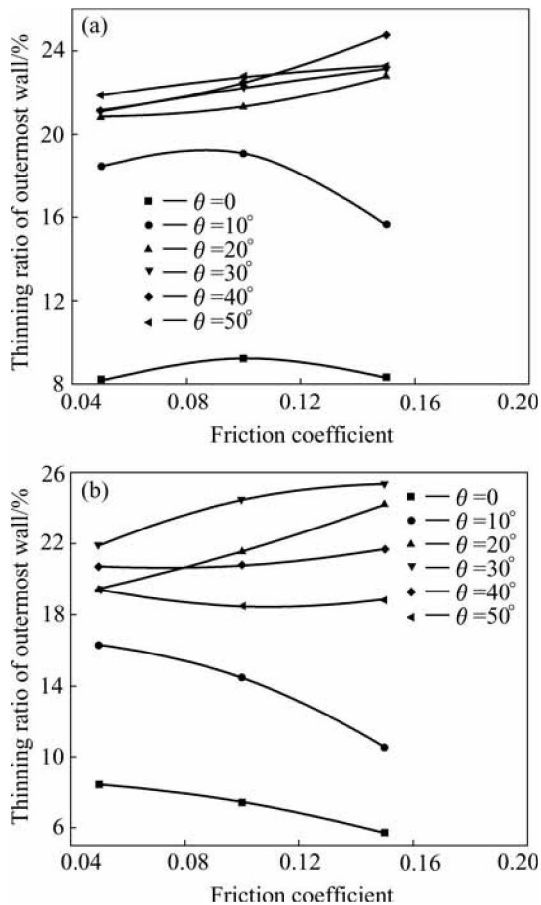 (a)
Thinning ratio of outermost wall/%
24
20
16
12
8
θ=0
θ=10°
θ=20°
θ=30°
θ=40°
θ=50°
0.04 0.08 0.12 0.16 0.20
Friction coefficient
(b)
Thinning ratio of outermost wall/%
26
22
18
14
10
6
θ=0
θ=10°
θ=20°
θ=30°
θ=40°
θ=50°
0.04 0.08 0.12 0.16 0.20
Friction coefficient